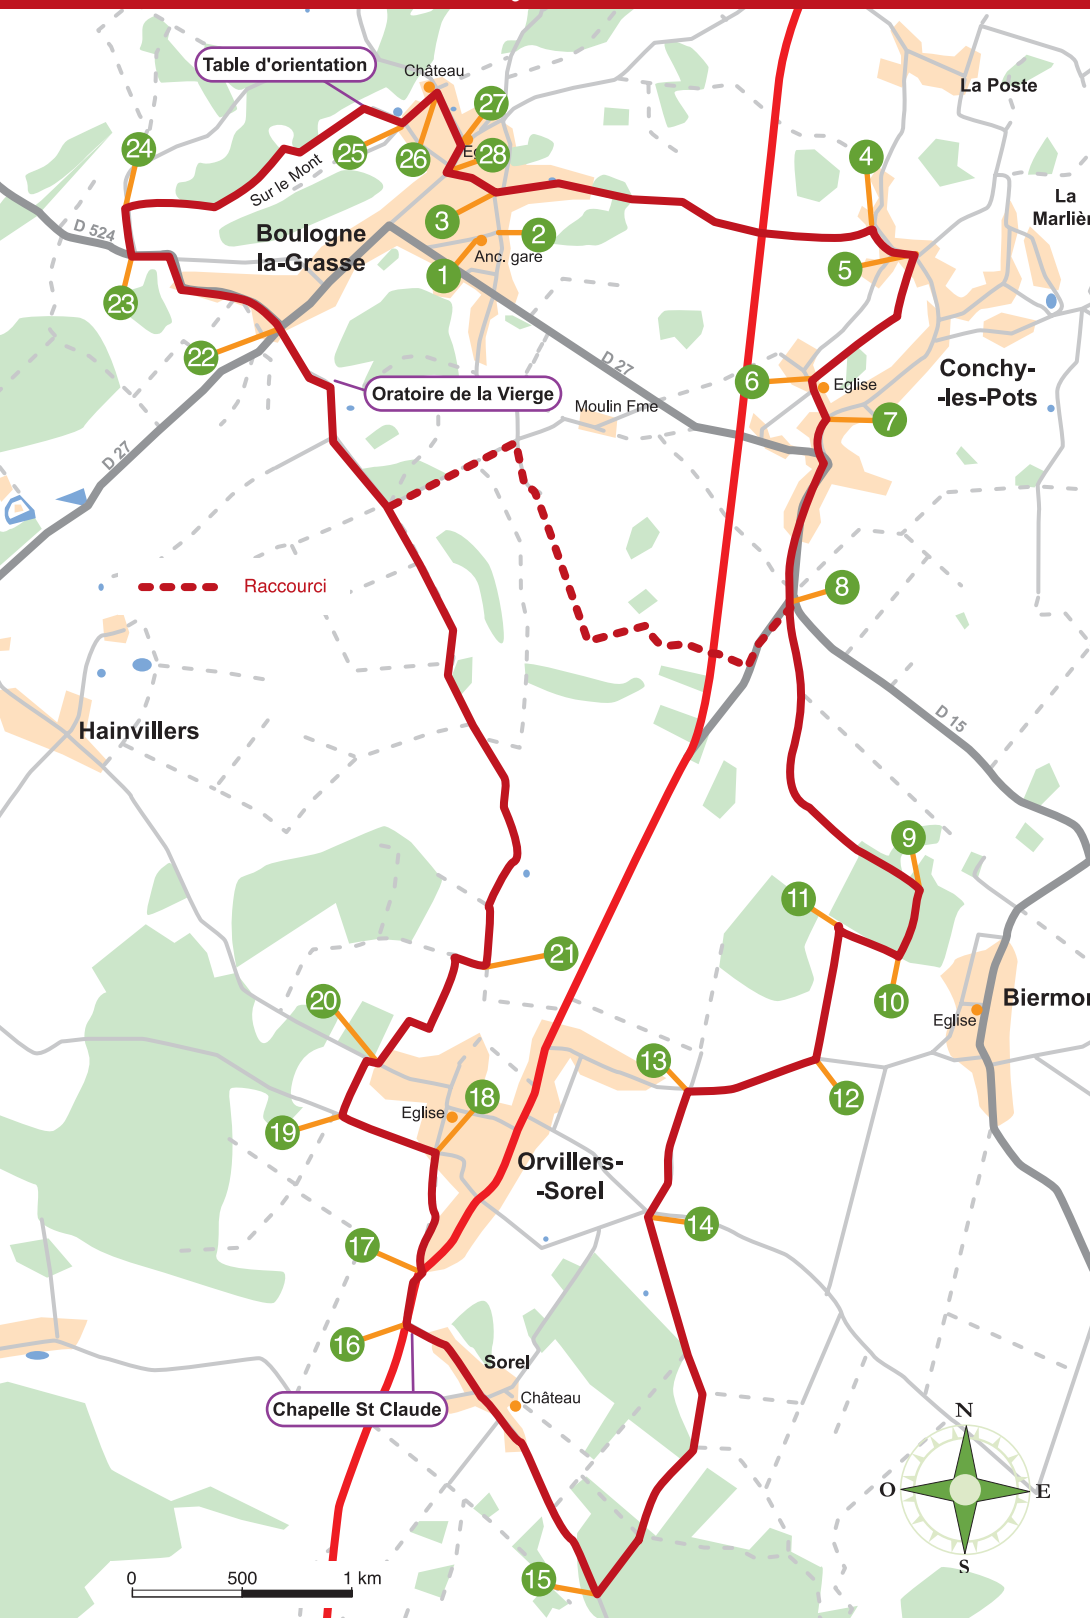 Table d'orientation
Château
La Poste
27
24
25
26
Eg
28
4
Sur le Mont
La
Marlièr
D 524
Boulogne
la-Grasse
3
2
Anc. gare
1
5
23
22
D 27
6
Eglise
Conchy-
-les-Pots
Oratoire de la Vierge
Moulin Fme
7
D 27
Raccourci
8
Hainvillers
D 15
9
11
21
10
20
Biermon
Eglise
13
12
18
Eglise
19
Orvillers-
-Sorel
14
17
16
Sorel
Château
Chapelle St Claude
N
O
E
S
15
0 500 1 km